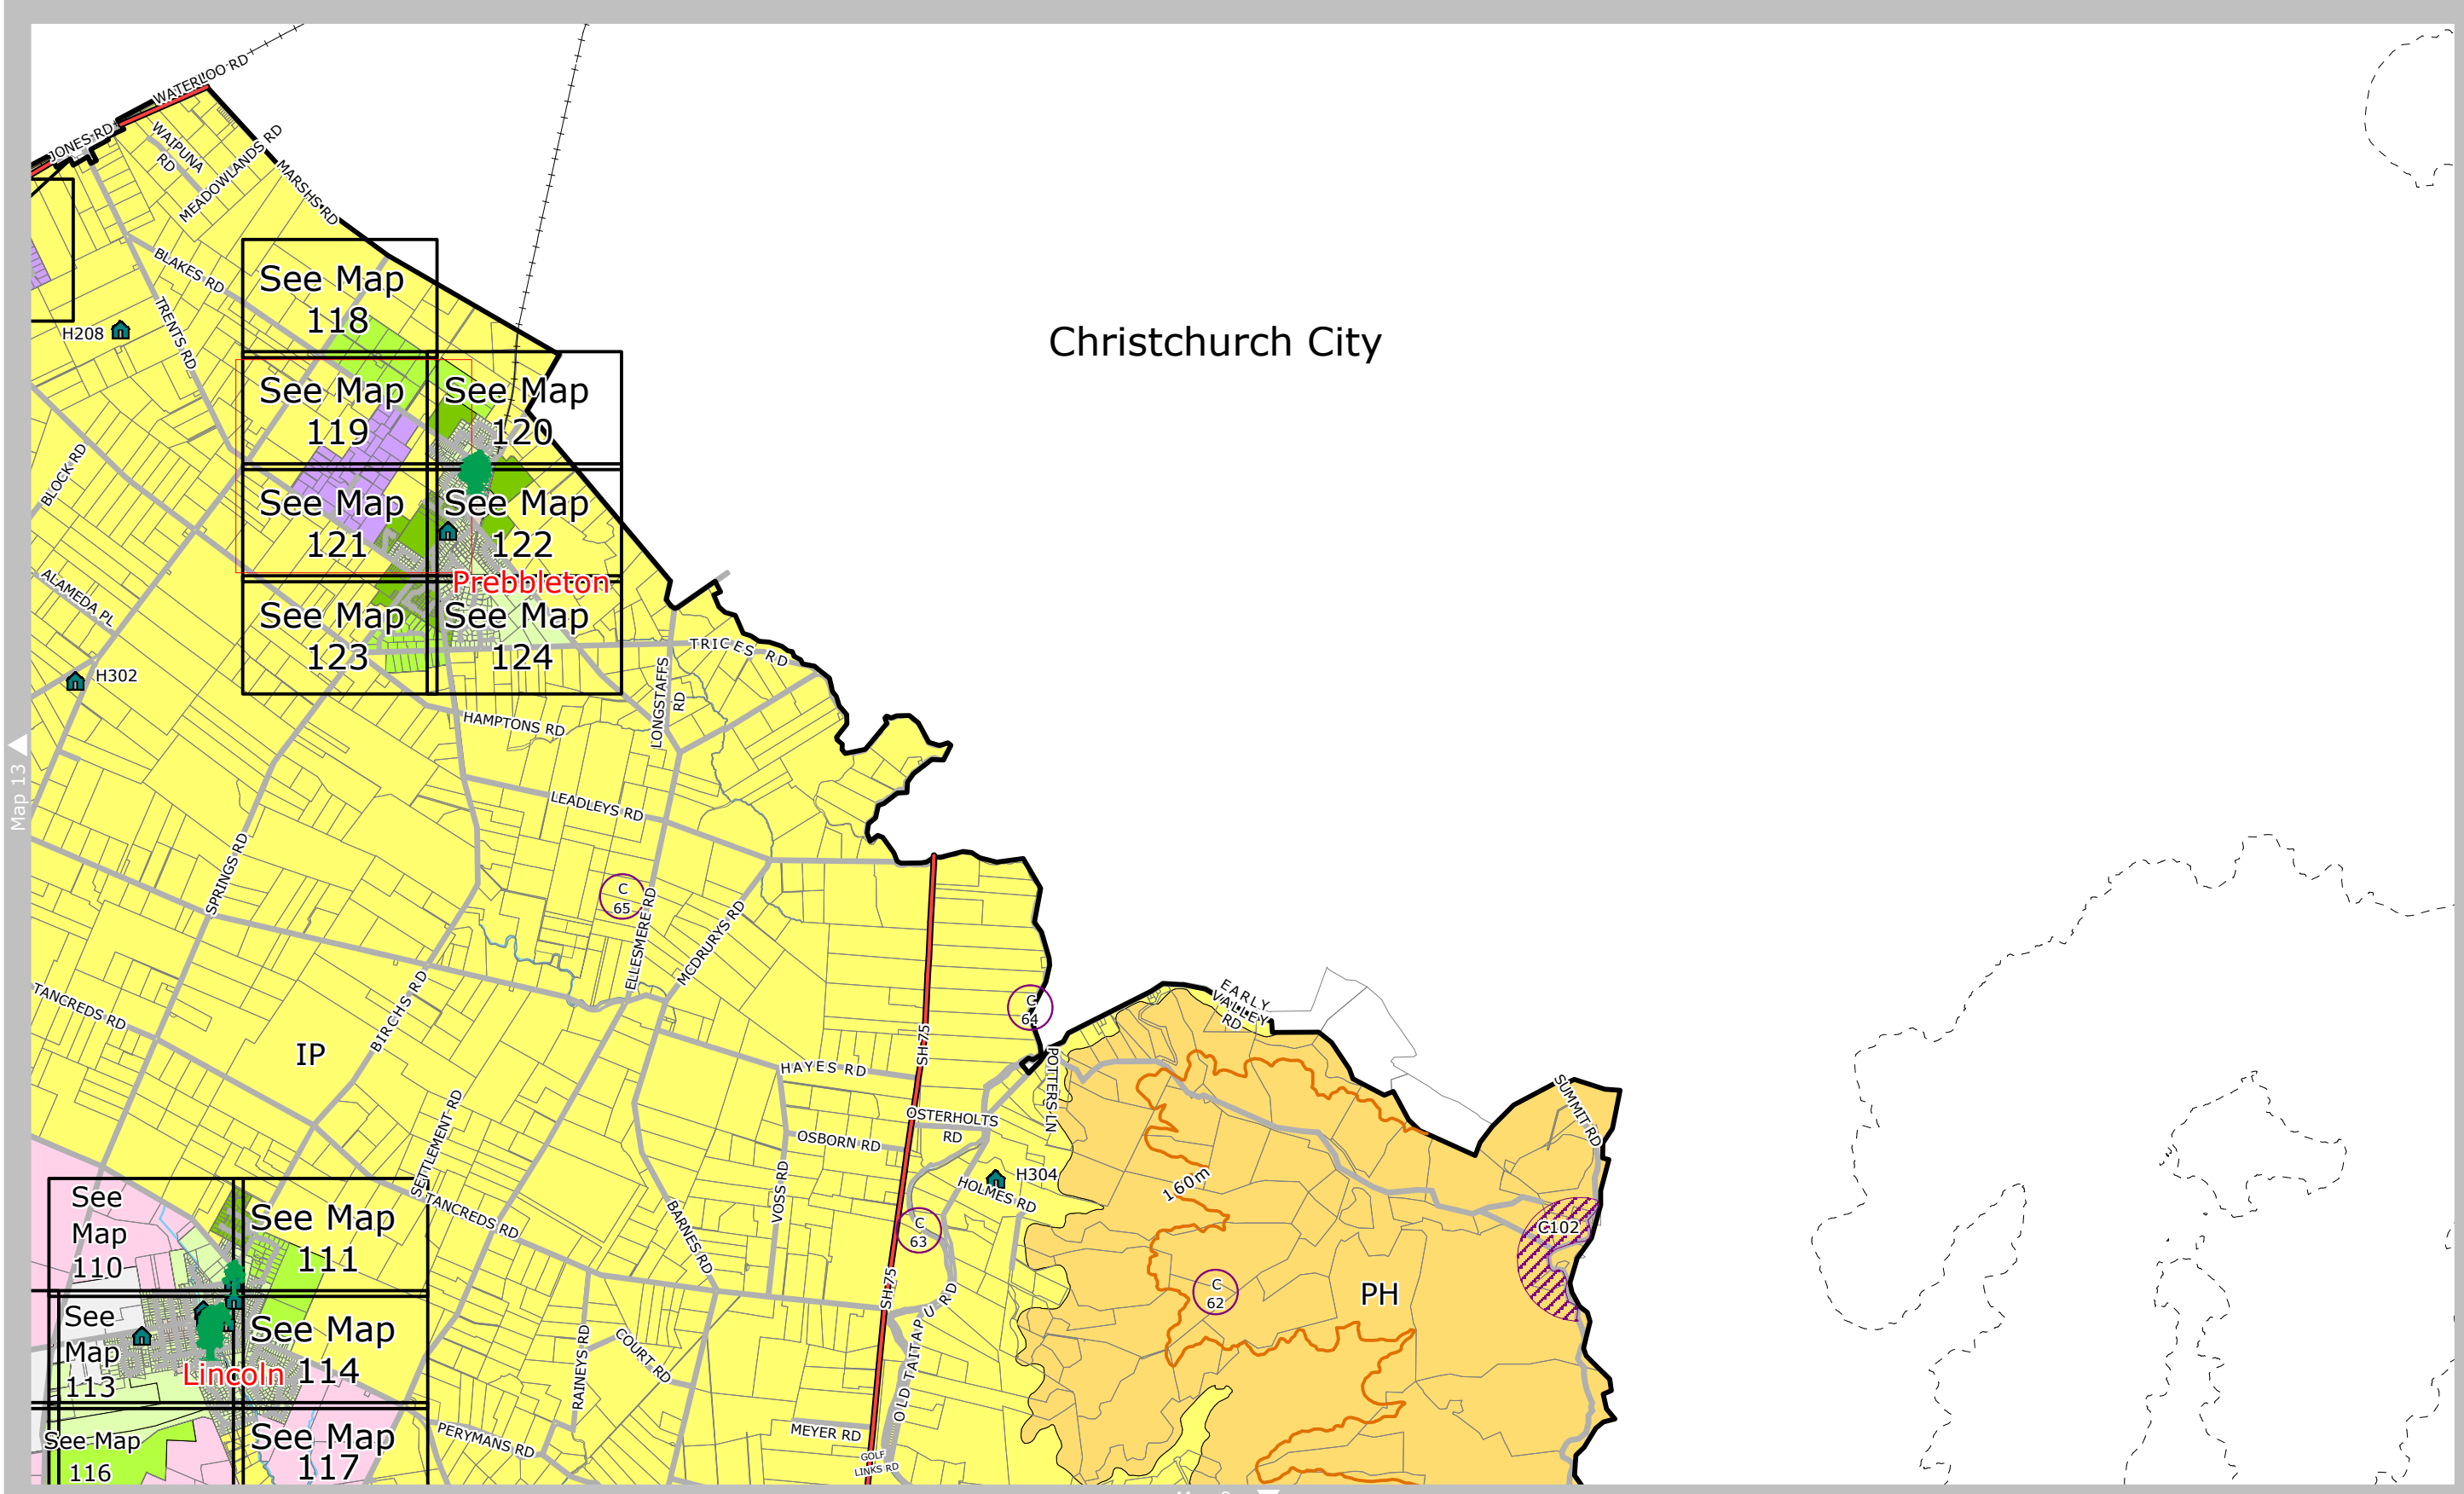 WATERLOO RD
JONES RD
WAIPUNA
RD
MEADOWLANDS RD
MARSHS RD
BLAKES RD
TRENTS RD
H208
See Map
118
Christchurch City
See Map
119
See Map
120
BLOCK RD
See Map
121
See Map
122
Prebbleton
ALAMEDA PL
See Map
123
See Map
124
H302
TRICES RD
LONGSTAFFS
RD
HAMPTONS RD
Map 13
LEADLEYS RD
SPRINGS RD
C
65
ELLESMERE RD
MCDRURYS RD
TANCREDS RD
BIRCHS RD
IP
C
64
EARLY
VALLEY
RD
SH 75
HAYES RD
POTTERS LN
SUMMIT RD
OSTERHOLTS
RD
OSBORN RD
SETTLEMENT RD
H304
HOLMES RD
160m
VOSS RD
See
Map
110
See Map
111
TANCREDS RD
BARNES RD
C
63
C102
C
62
PH
SH 75
OLD TAITAPU RD
See
Map
113
See Map
114
Lincoln
RAINEYS RD
COURT RD
See Map
116
See Map
117
PERYMANS RD
MEYER RD
GOLF
LINKS RD